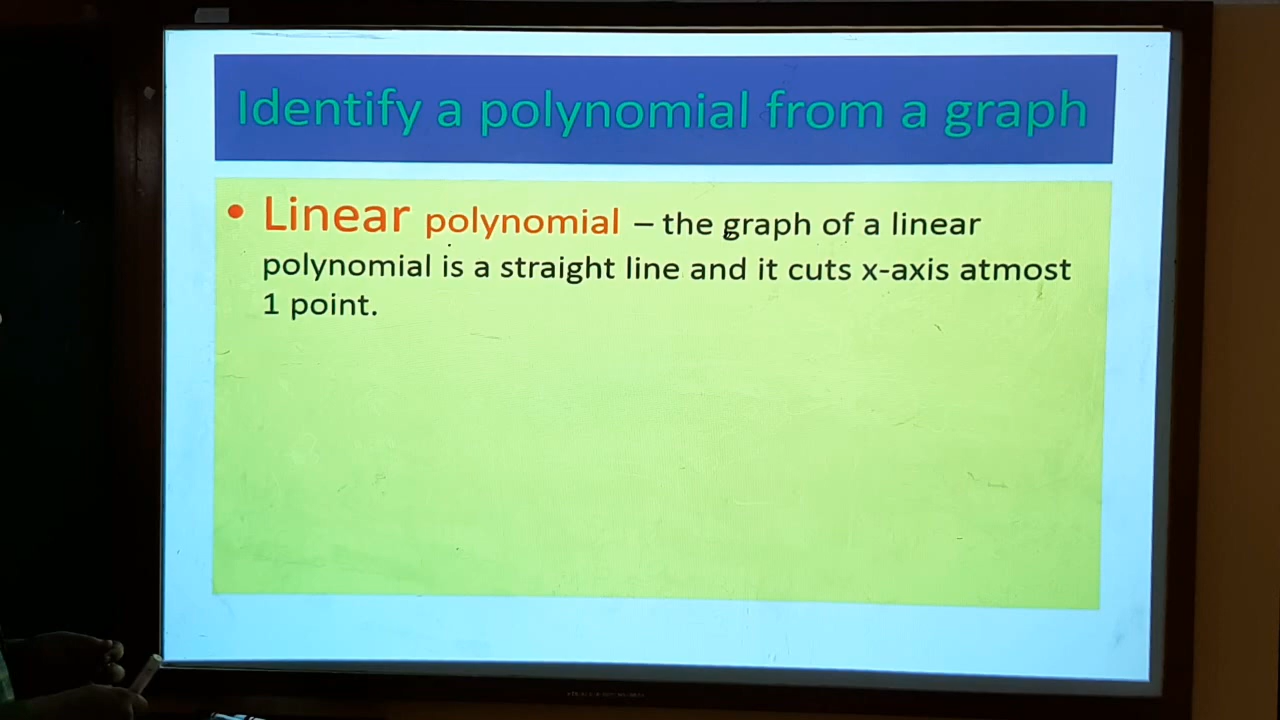 Identify a polynomial from a graph
• Linear polynomial – the graph of a linear
polynomial is a straight line and it cuts x-axis atmost
1 point.